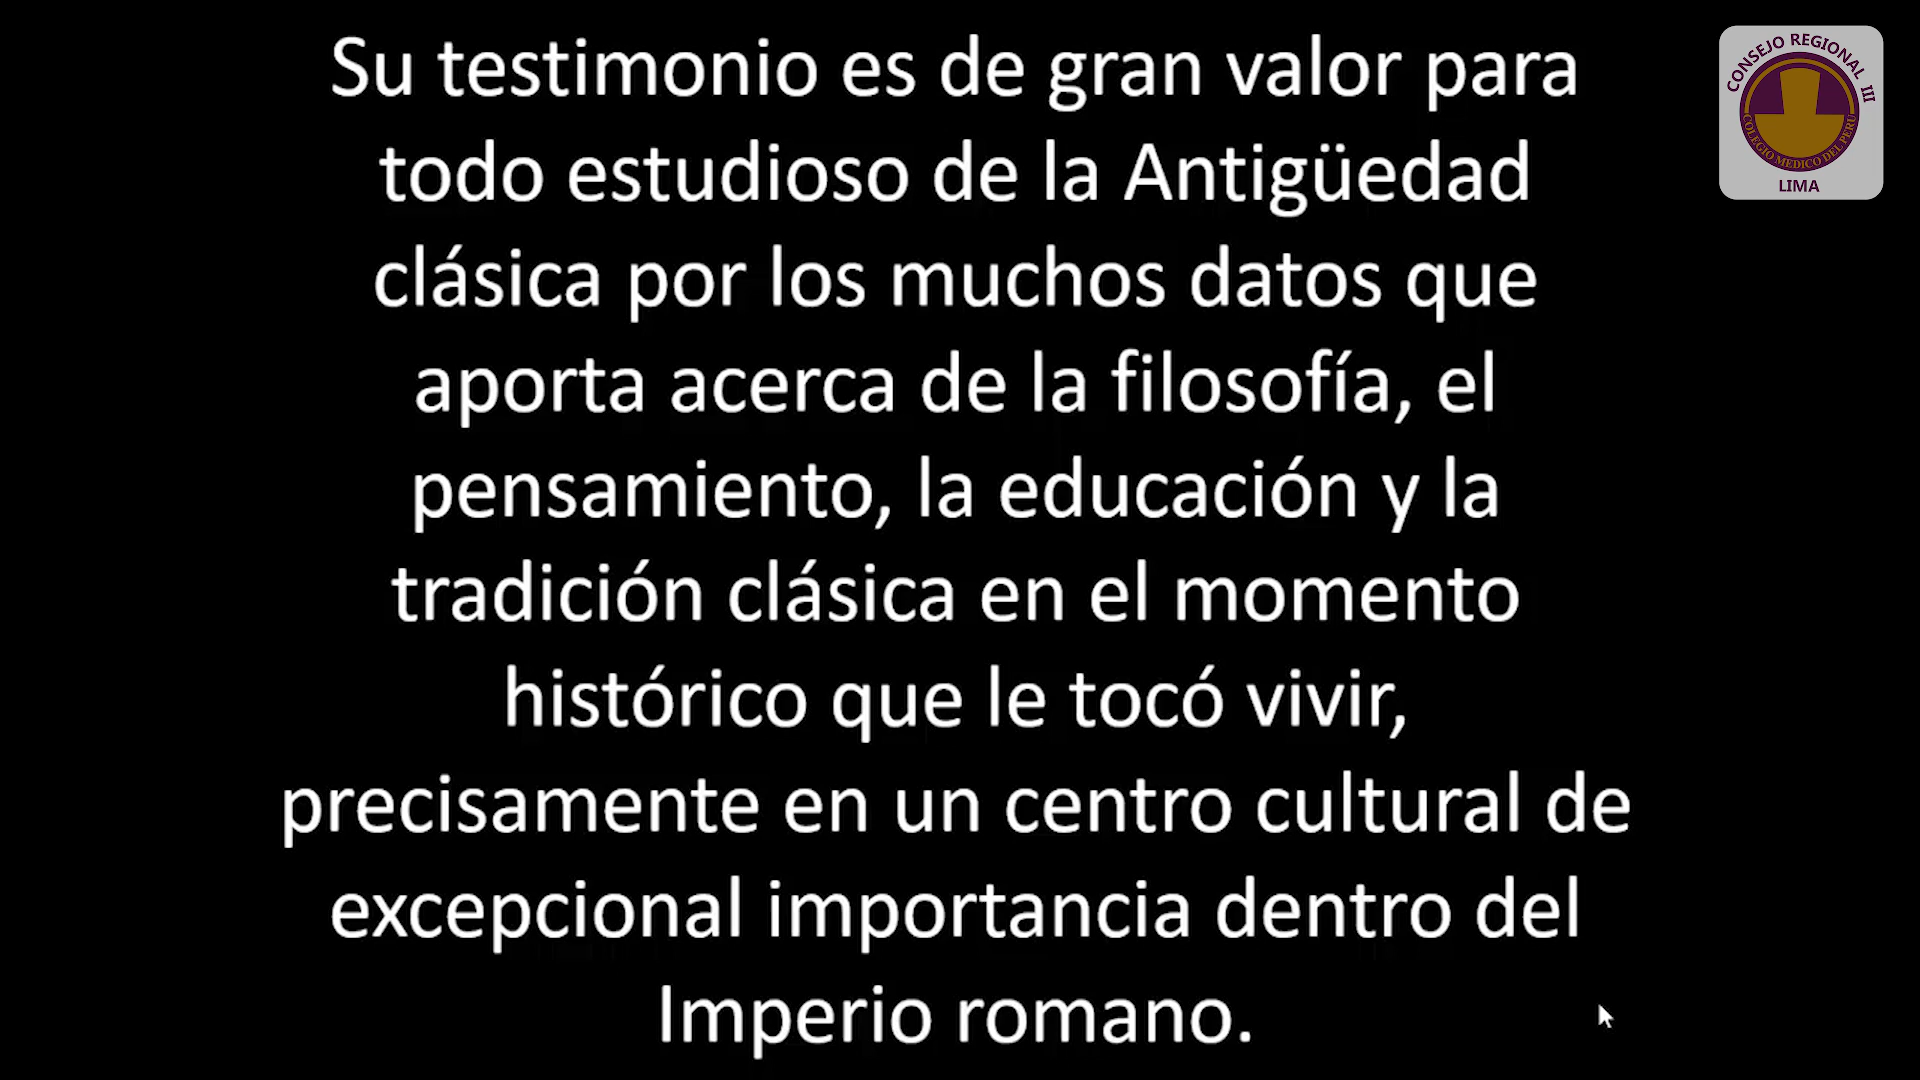 Su testimonio es de gran valor para
todo estudioso de la Antigüedad
clásica por los muchos datos que
aporta acerca de la filosofía, el
pensamiento, la educación y la
tradición clásica en el momento
histórico que le tocó vivir,
precisamente en un centro cultural de
excepcional importancia dentro del
Imperio romano.
CONSEJO REGIONAL III
COLEGIO MEDICO DEL PERU
LIMA